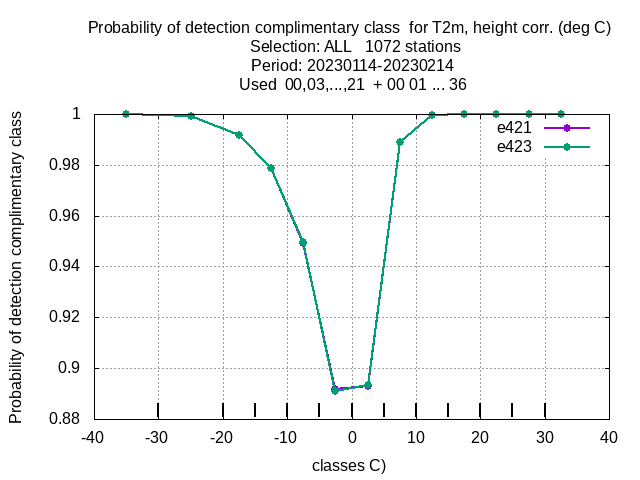 Probability of detection complimentary class  for T2m, height corr. (deg C)
Selection: ALL   1072 stations
Period: 20230114-20230214
Used  00,03,...,21  + 00 01 ... 36
Probability of detection complimentary class
1
0.98
0.96
0.94
0.92
0.9
0.88
e421
e423
-40 -30 -20 -10 0 10 20 30 40
classes C)